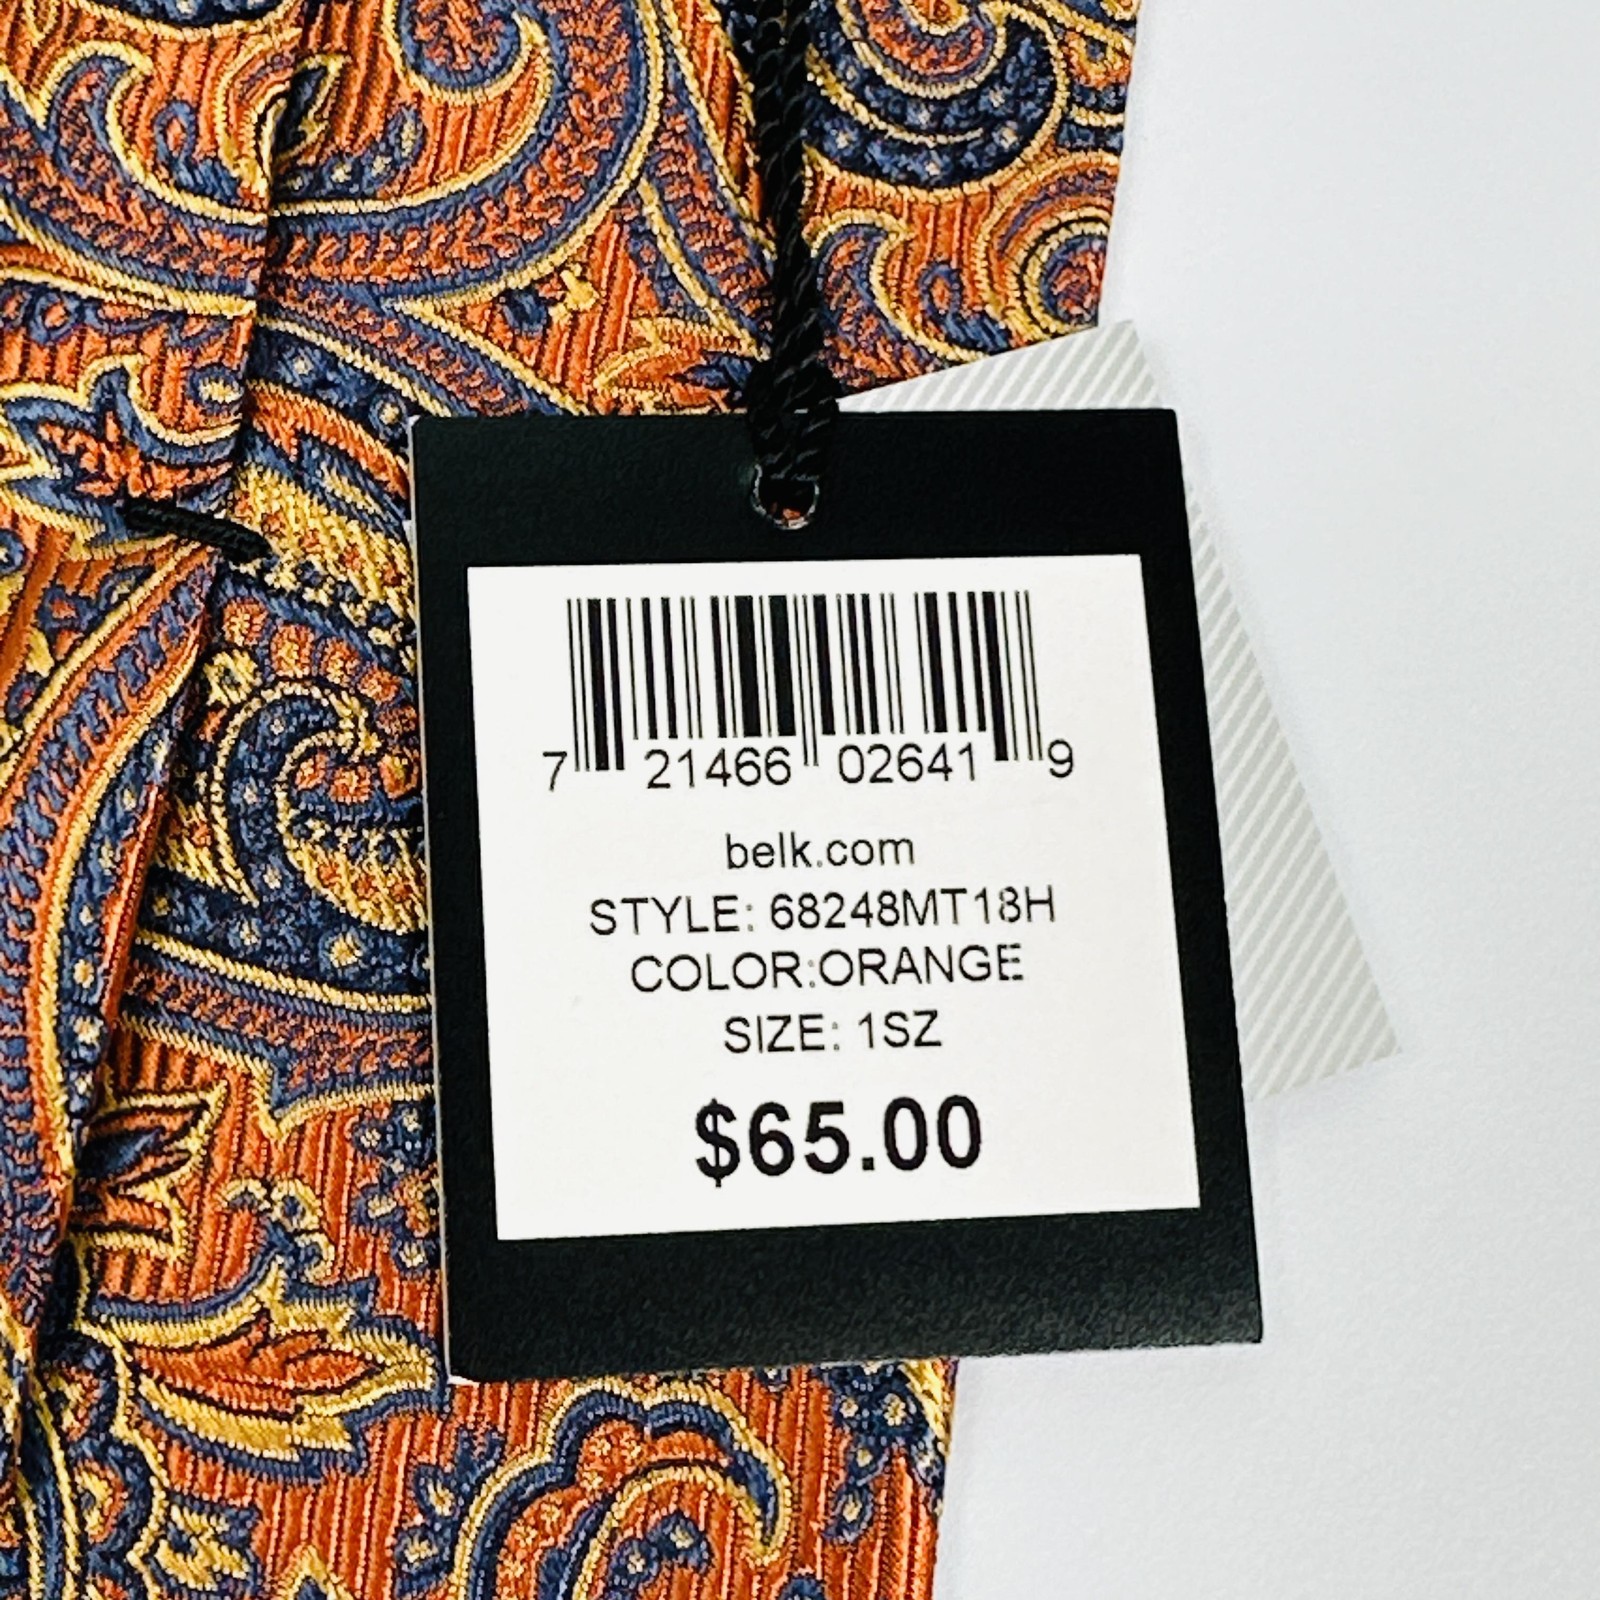 7 21466 02641 9
belk.com
STYLE: 68248MT18H
COLOR:ORANGE
SIZE: 1SZ
$65.00